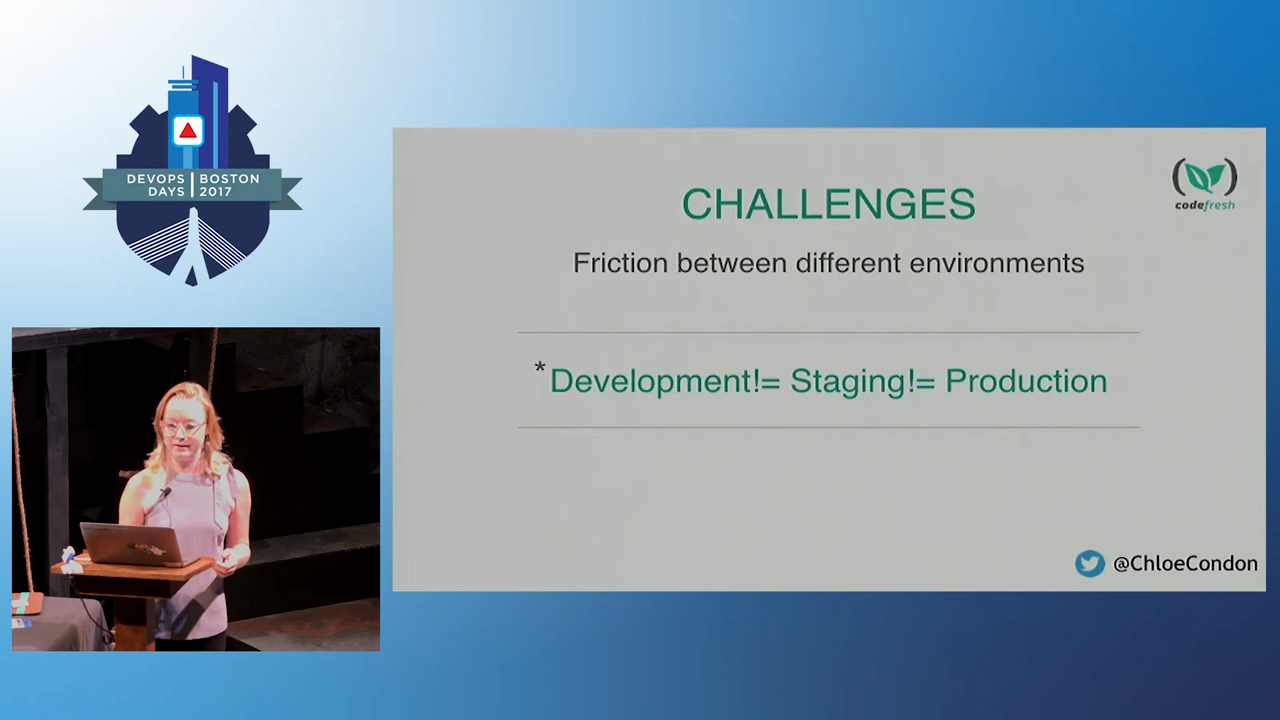 DEVOPS BOSTON
DAYS 2017
codefresh
CHALLENGES
Friction between different environments
*Development!= Staging!= Production
@ChloeCondon